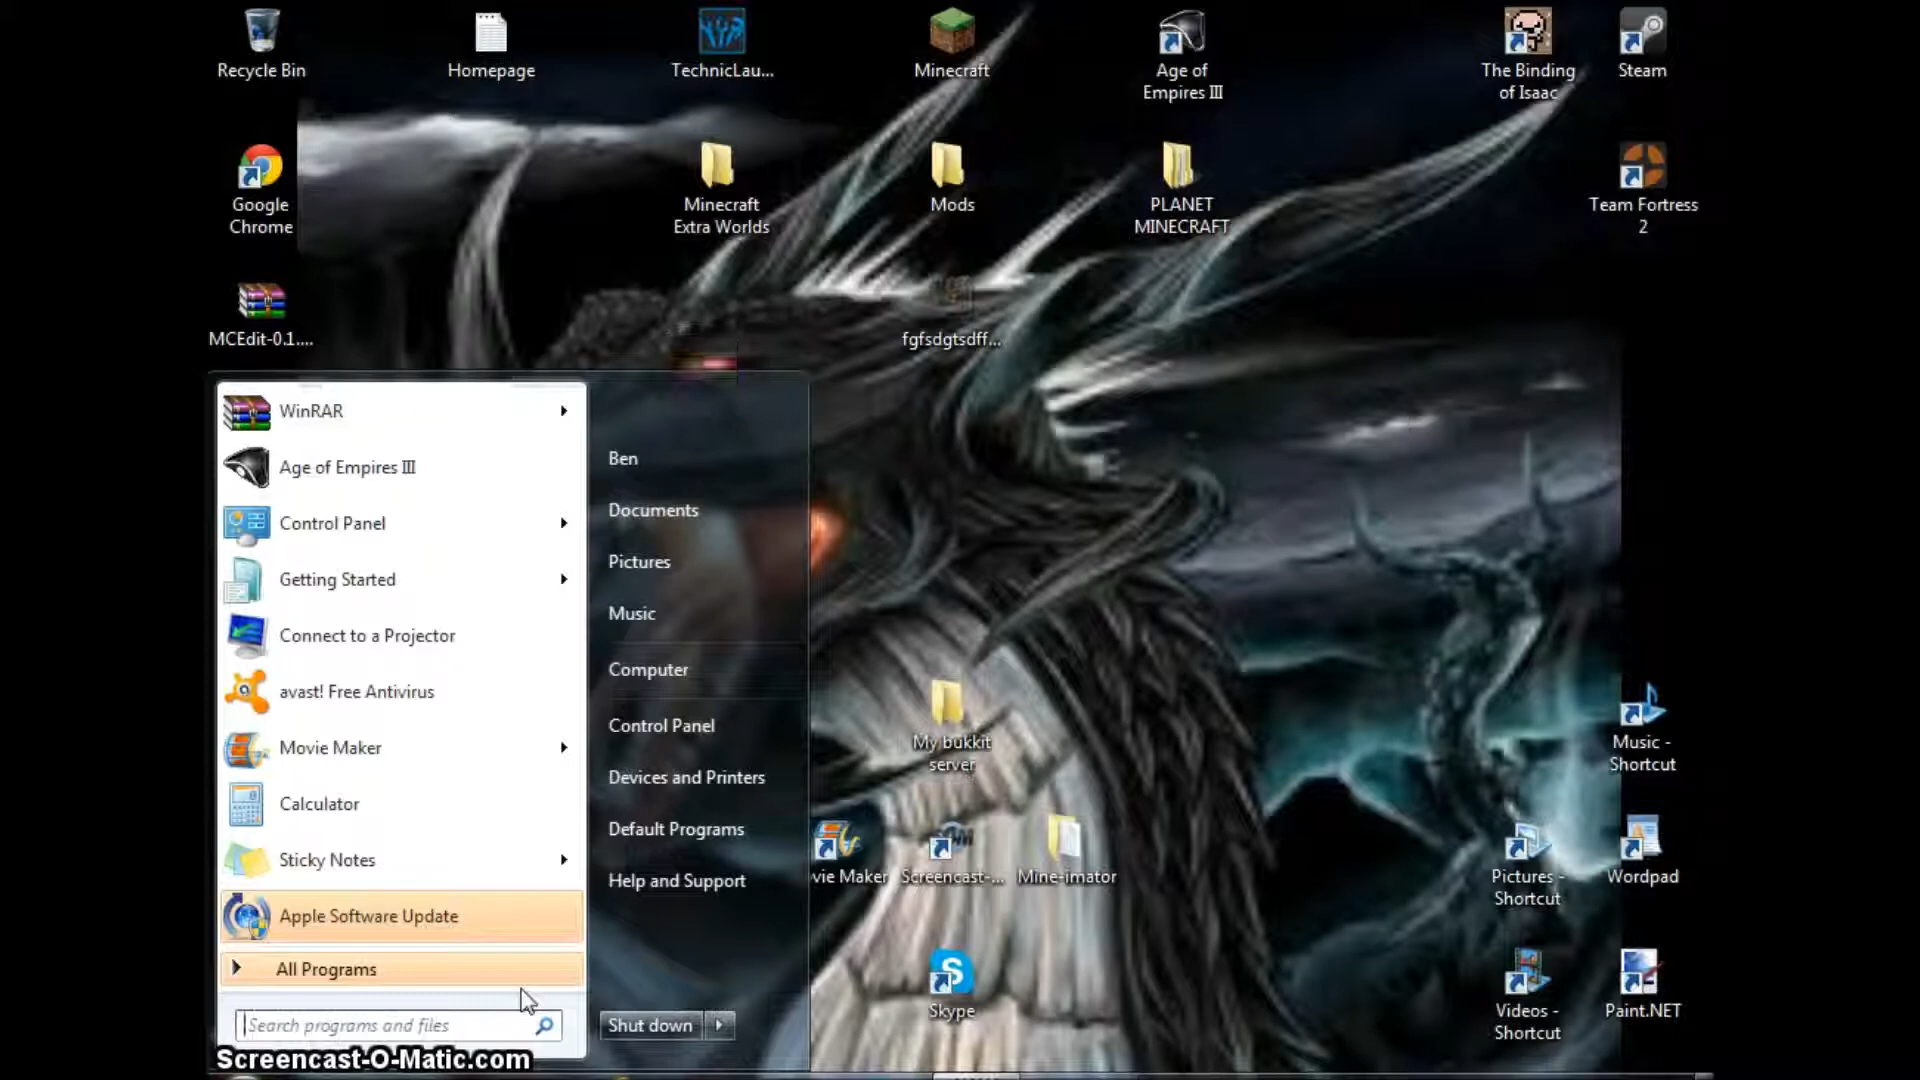 Recycle Bin
Homepage
TechnicLau...
Minecraft
Age of
Empires III
The Binding
of Isaac
Steam
Google
Chrome
Minecraft
Extra Worlds
Mods
PLANET
MINECRAFT
Team Fortress
2
MCEdit-0.1....
fgfsdgtsdff...
WinRAR
Age of Empires III
Control Panel
Getting Started
Connect to a Projector
avast! Free Antivirus
Movie Maker
Calculator
Sticky Notes
Apple Software Update
All Programs
Search programs and files
Ben
Documents
Pictures
Music
Computer
Control Panel
Devices and Printers
Default Programs
Help and Support
Shut down
My bukkit
server
vie Maker
Screencast-...
Mine-imator
Skype
Music -
Shortcut
Pictures -
Shortcut
Wordpad
Videos -
Shortcut
Paint.NET
Screencast-O-Matic.com